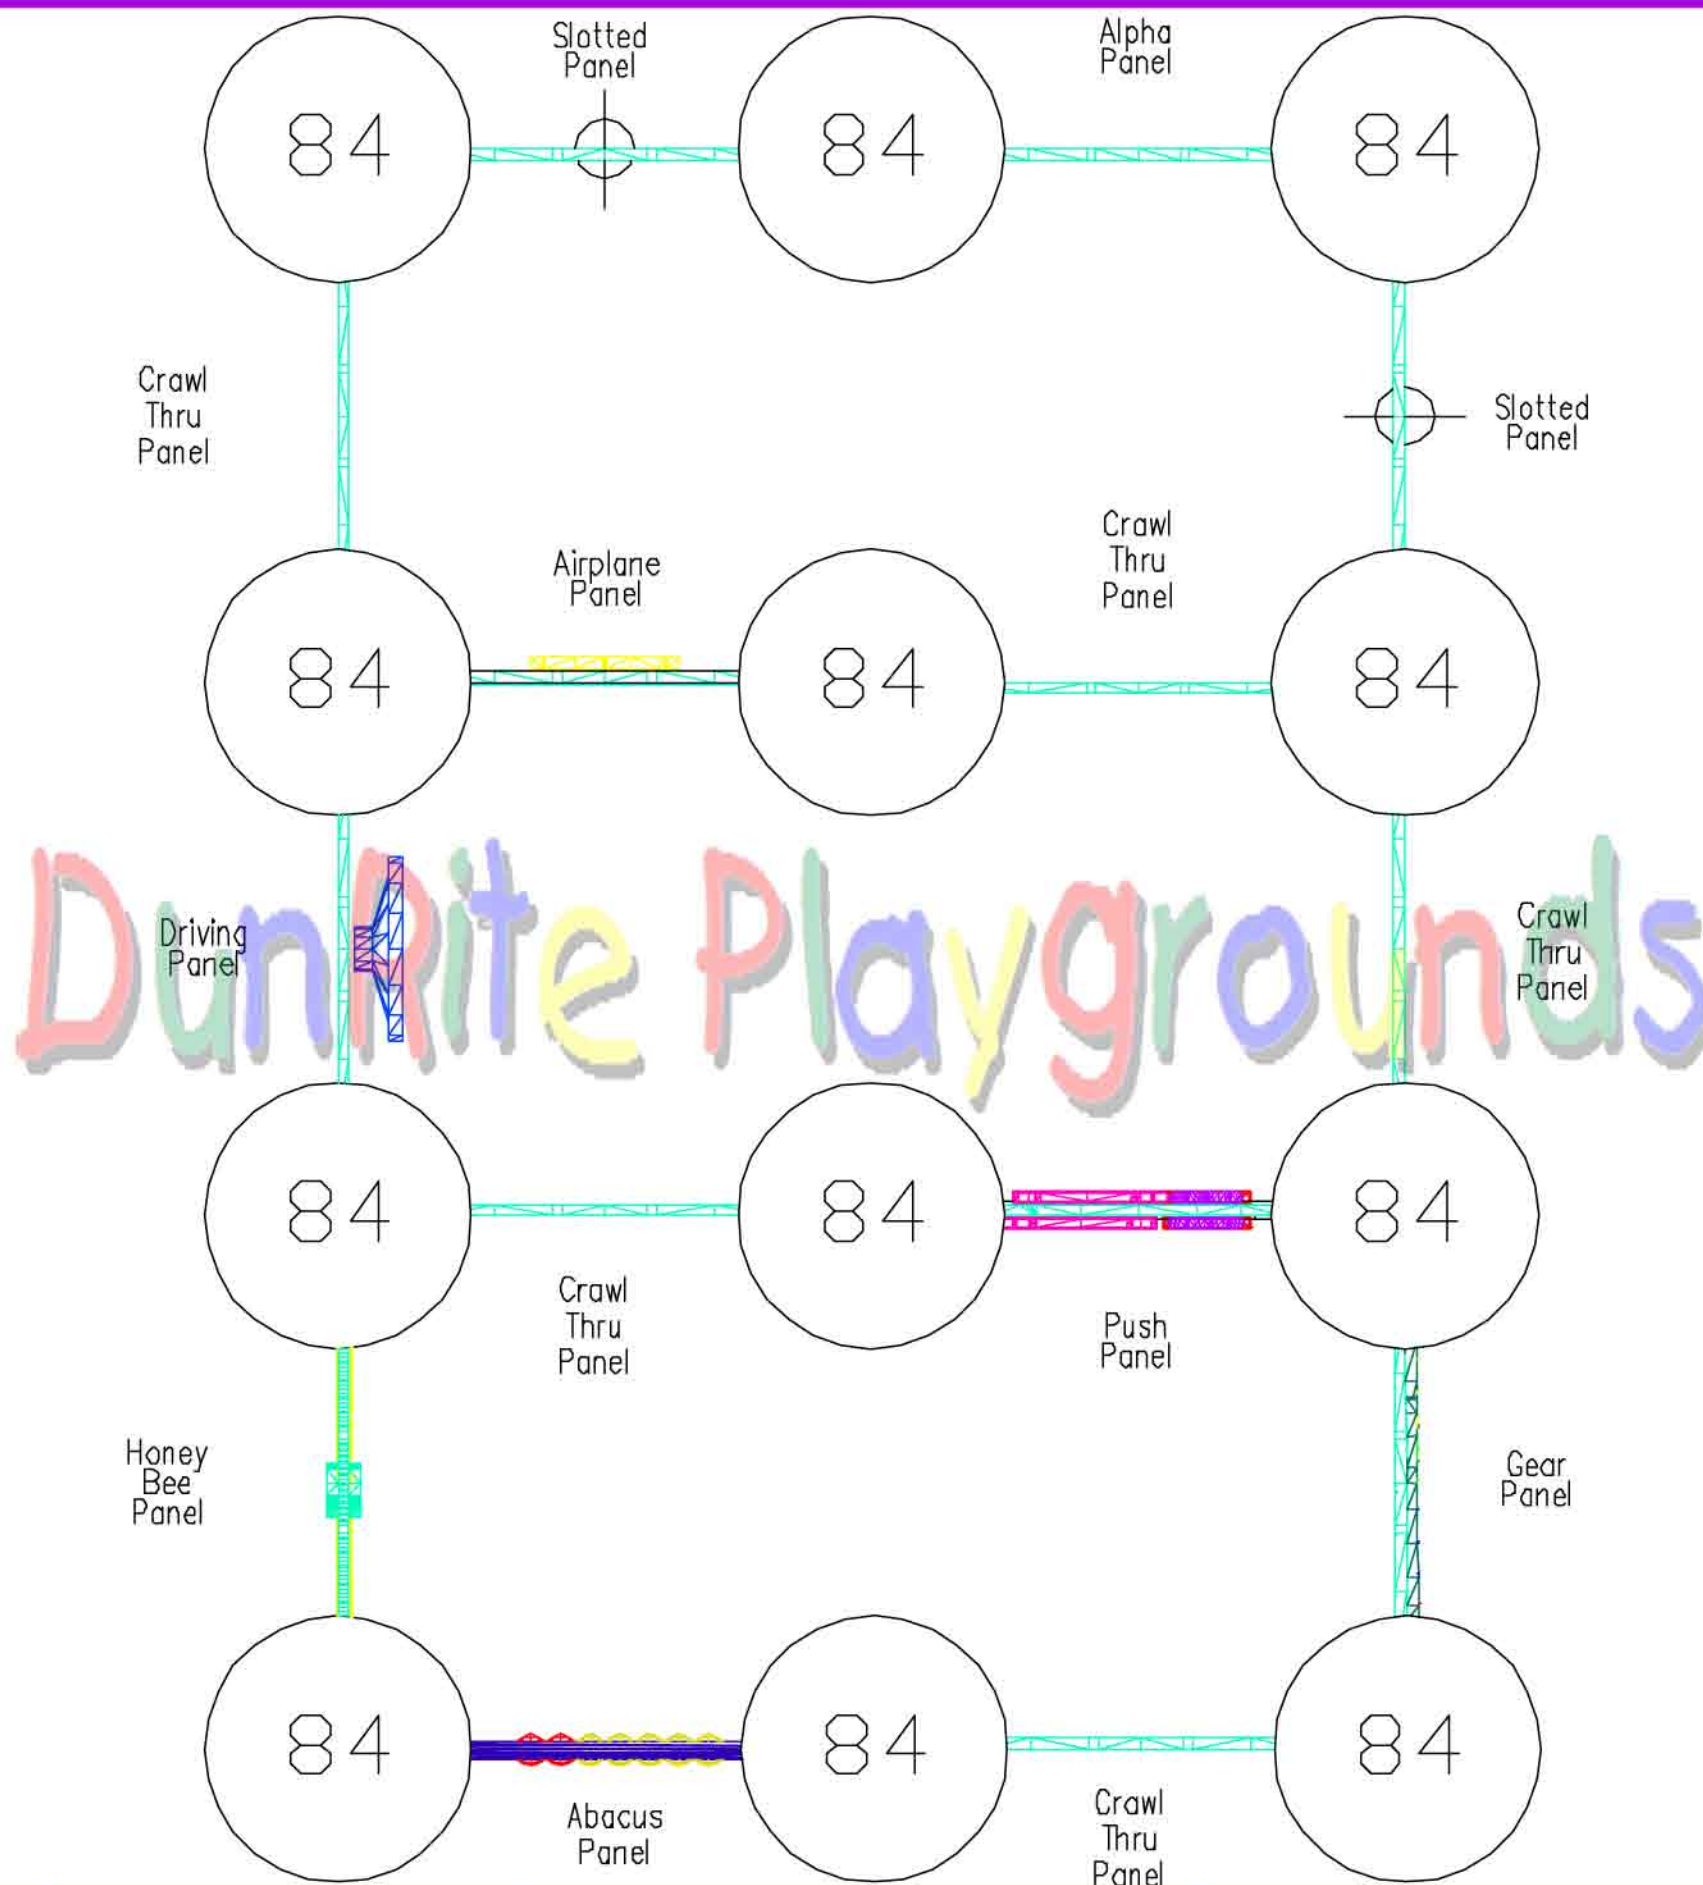 Slotted
Panel
Alpha
Panel
84 84 84
Crawl
Thru
Panel
Slotted
Panel
Airplane
Panel
Crawl
Thru
Panel
84 84 84
DunRite Playgrounds
Driving
Panel
Crawl
Thru
Panel
84 84 84
Crawl
Thru
Panel
Push
Panel
Honey
Bee
Panel
Gear
Panel
84 84 84
Abacus
Panel
Crawl
Thru
Panel